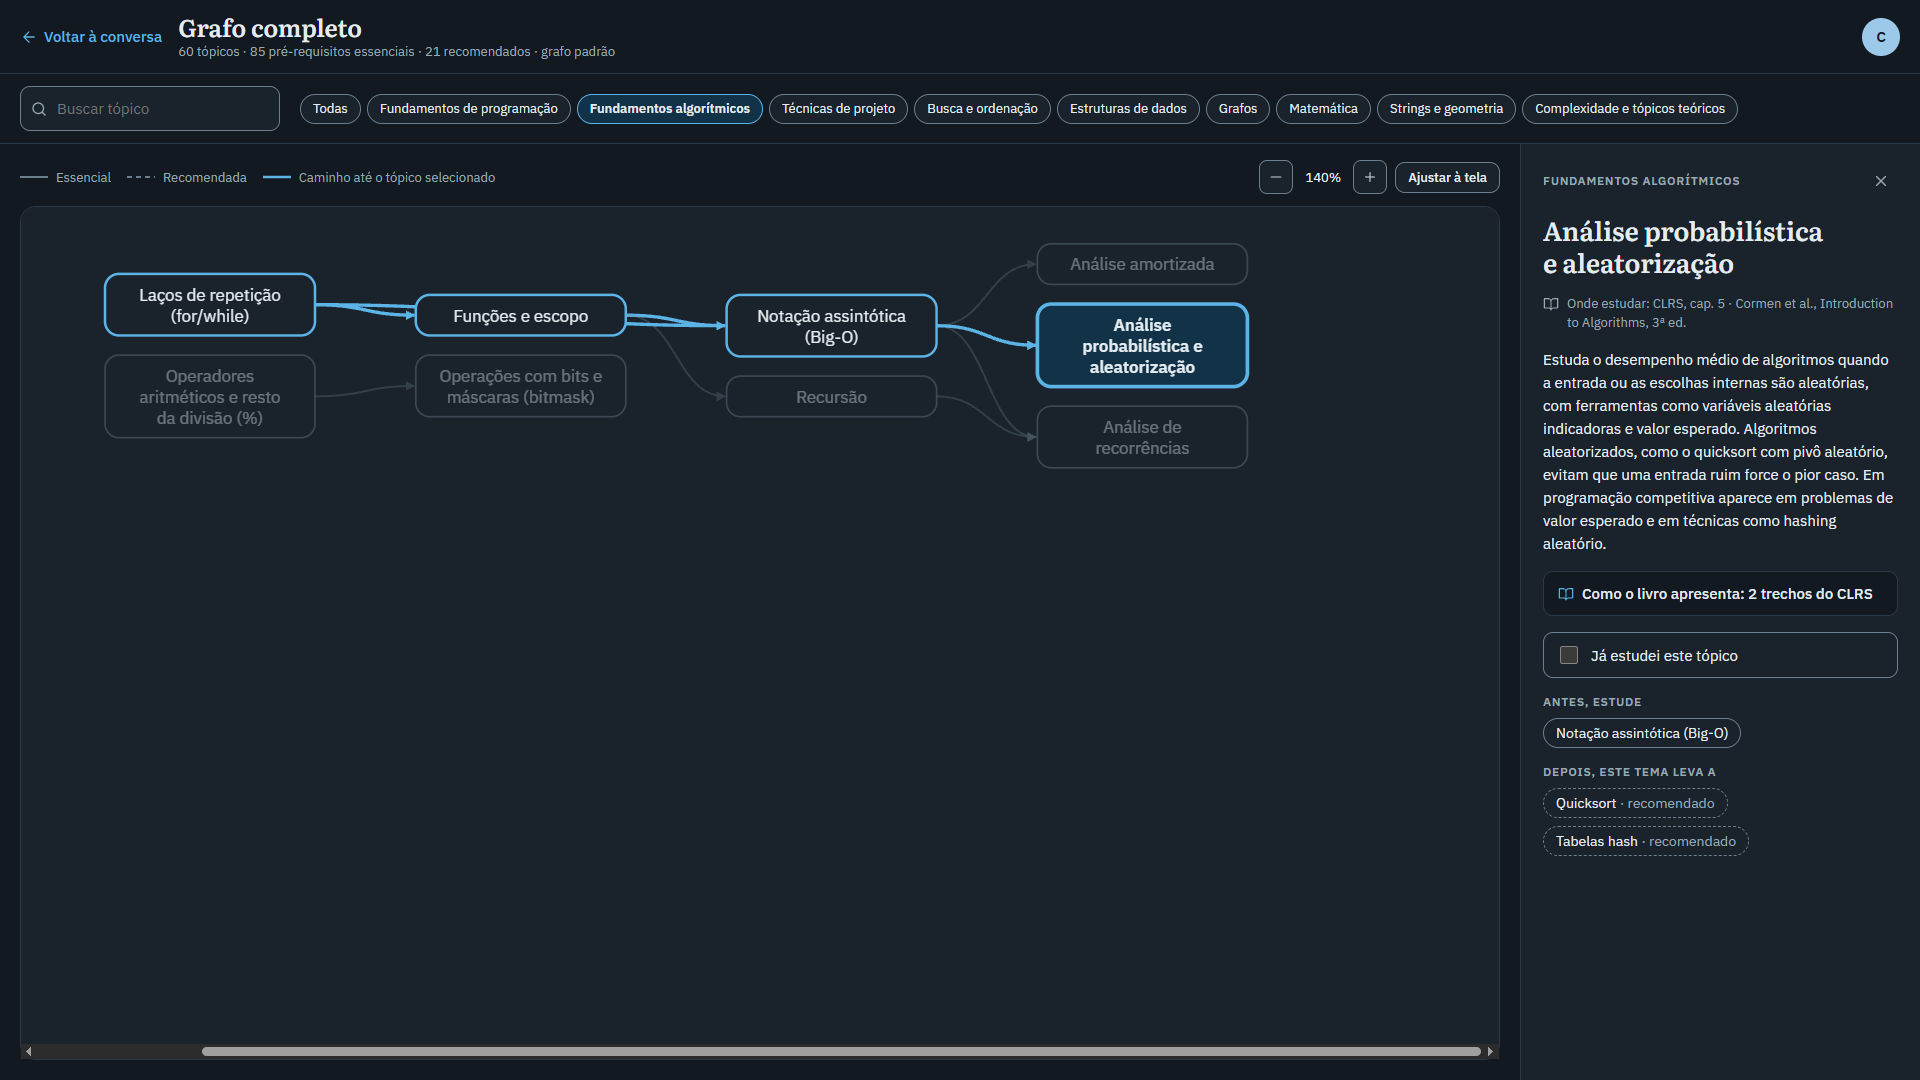 Voltar à conversa
Grafo completo
60 tópicos · 85 pré-requisitos essenciais · 21 recomendados · grafo padrão
C
Buscar tópico
Todas
Fundamentos de programação
Fundamentos algorítmicos
Técnicas de projeto
Busca e ordenação
Estruturas de dados
Grafos
Matemática
Strings e geometria
Complexidade e tópicos teóricos
Essencial
Recomendada
Caminho até o tópico selecionado
140%
Ajustar à tela
Laços de repetição
(for/while)
Operadores
aritméticos e resto
da divisão (%)
Funções e escopo
Operações com bits e
máscaras (bitmask)
Notação assintótica
(Big-O)
Recursão
Análise amortizada
Análise
probabilística e
aleatorização
Análise de
recorrências
FUNDAMENTOS ALGORÍTMICOS
Análise probabilística
e aleatorização
Onde estudar: CLRS, cap. 5 · Cormen et al., Introduction
to Algorithms, 3ª ed.
Estuda o desempenho médio de algoritmos quando
a entrada ou as escolhas internas são aleatórias,
com ferramentas como variáveis aleatórias
indicadoras e valor esperado. Algoritmos
aleatorizados, como o quicksort com pivô aleatório,
evitam que uma entrada ruim force o pior caso. Em
programação competitiva aparece em problemas de
valor esperado e em técnicas como hashing
aleatório.
Como o livro apresenta: 2 trechos do CLRS
Já estudei este tópico
ANTES, ESTUDE
Notação assintótica (Big-O)
DEPOIS, ESTE TEMA LEVA A
Quicksort · recomendado
Tabelas hash · recomendado